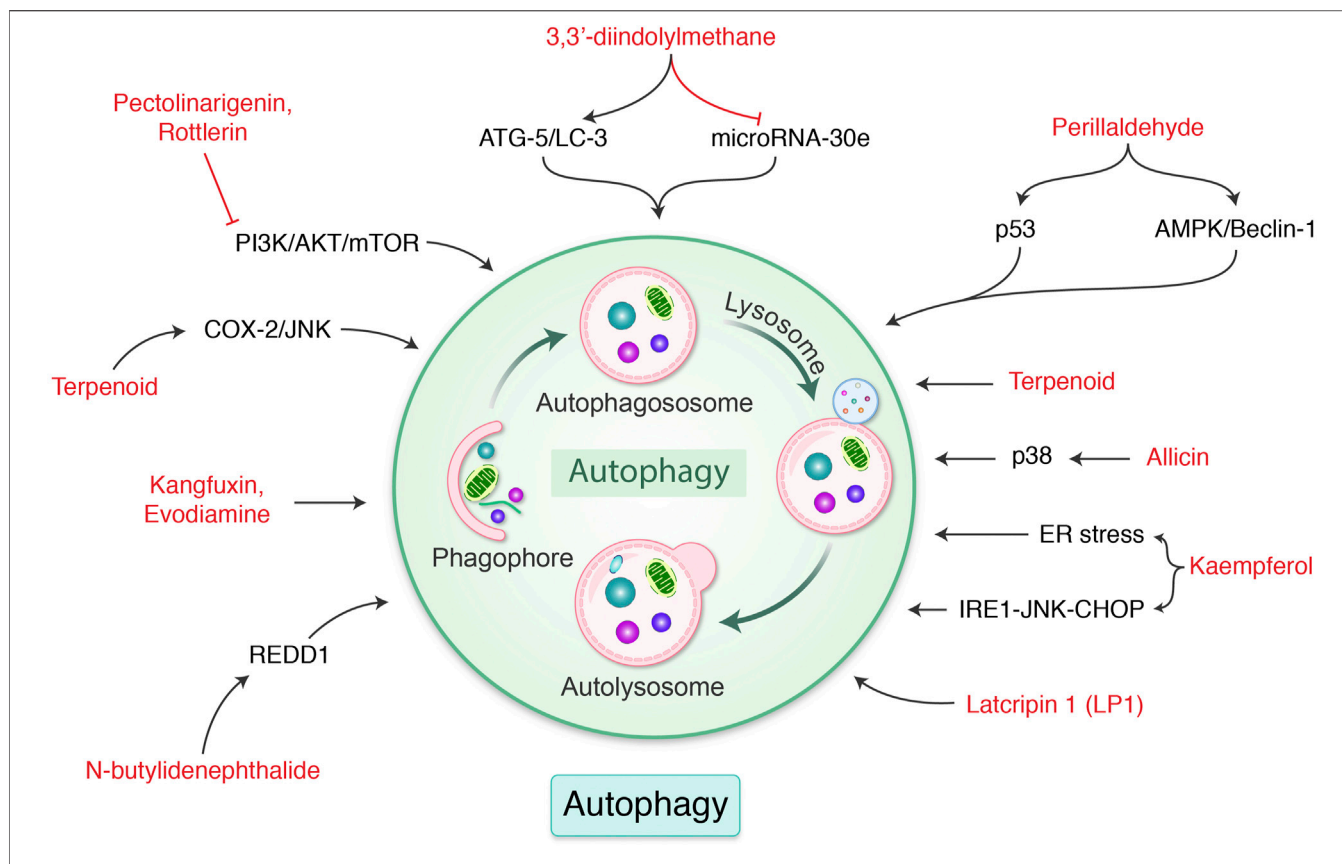 3,3’-diindolylmethane
Pectolinarigenin,
Rottlerin
ATG-5/LC-3
microRNA-30e
Perillaldehyde
PI3K/AKT/mTOR
p53
AMPK/Beclin-1
COX-2/JNK
Terpenoid
Lysosome
Autophagososome
Terpenoid
Autophagy
p38
Allicin
Kangfuxin,
Evodiamine
Phagophore
ER stress
Kaempferol
IRE1-JNK-CHOP
REDD1
Autolysosome
Latcripin 1 (LP1)
N-butylidenephthalide
Autophagy